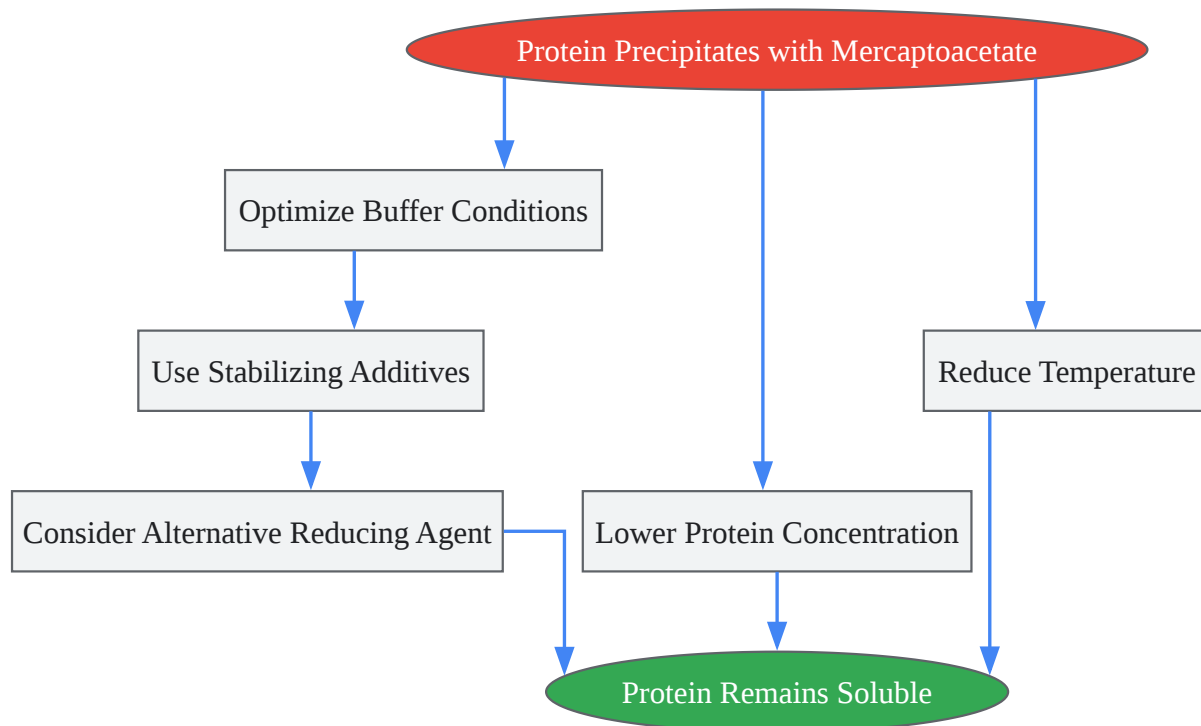 Protein Precipitates with Mercaptoacetate
Optimize Buffer Conditions
Use Stabilizing Additives
Reduce Temperature
Consider Alternative Reducing Agent
Lower Protein Concentration
Protein Remains Soluble